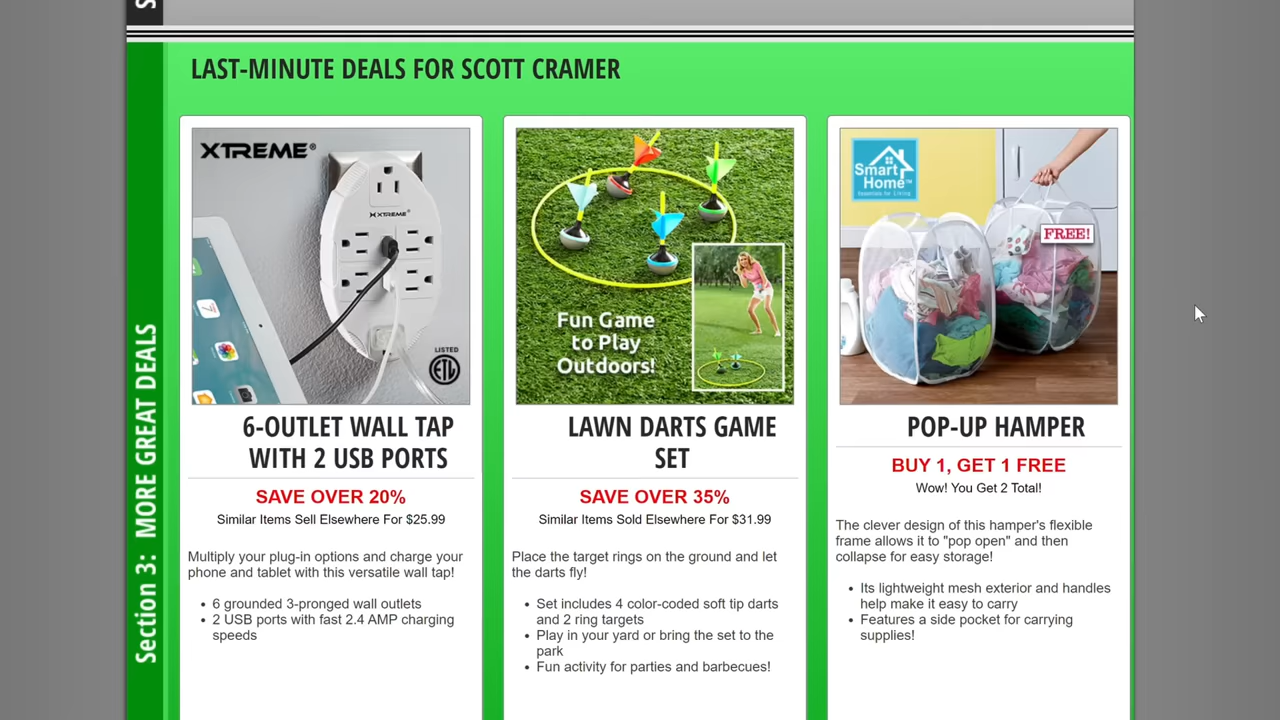 LAST-MINUTE DEALS FOR SCOTT CRAMER
Section 3: MORE GREAT DEALS
XTREME®
XTREME®
LISTED
ETL
6-OUTLET WALL TAP
WITH 2 USB PORTS
SAVE OVER 20%
Similar Items Sell Elsewhere For $25.99
Multiply your plug-in options and charge your
phone and tablet with this versatile wall tap!
• 6 grounded 3-pronged wall outlets
• 2 USB ports with fast 2.4 AMP charging
speeds
Fun Game
to Play
Outdoors!
LAWN DARTS GAME
SET
SAVE OVER 35%
Similar Items Sold Elsewhere For $31.99
Place the target rings on the ground and let
the darts fly!
• Set includes 4 color-coded soft tip darts
and 2 ring targets
• Play in your yard or bring the set to the
park
• Fun activity for parties and barbecues!
Smart
Home™
Essentials for Living
FREE!
POP-UP HAMPER
BUY 1, GET 1 FREE
Wow! You Get 2 Total!
The clever design of this hamper's flexible
frame allows it to "pop open" and then
collapse for easy storage!
• Its lightweight mesh exterior and handles
help make it easy to carry
• Features a side pocket for carrying
supplies!